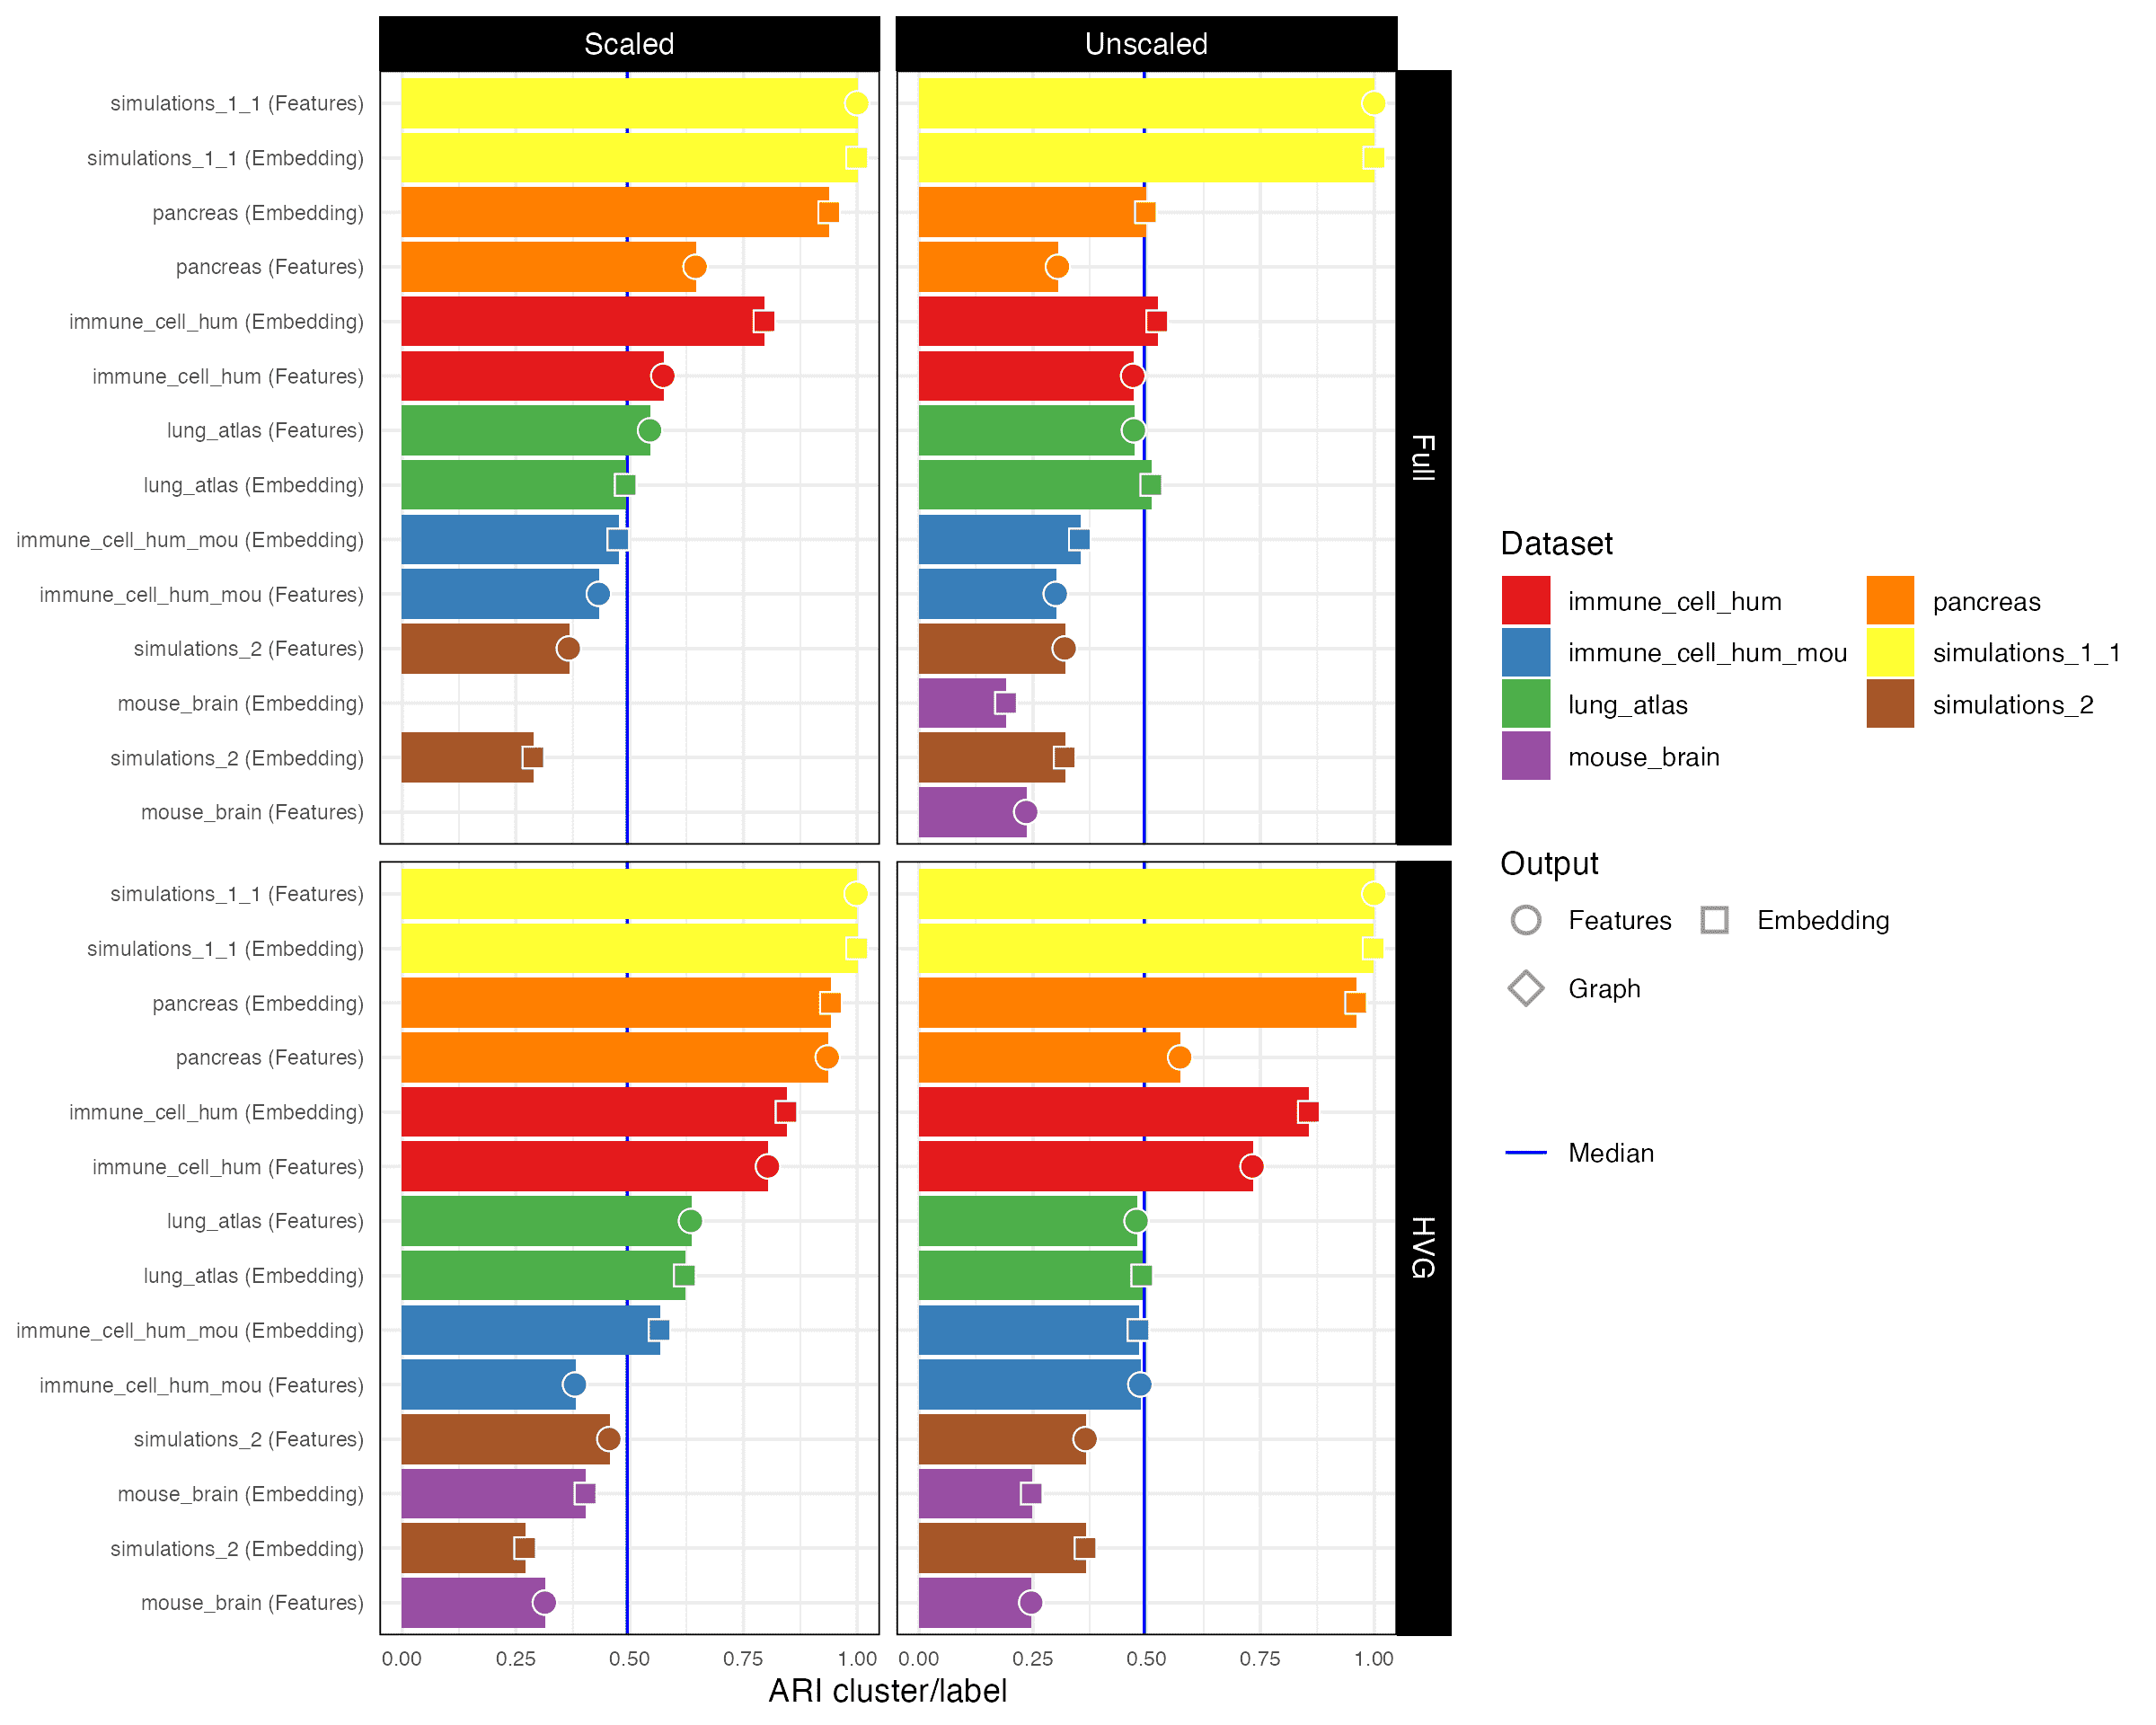 Scaled
Unscaled
simulations_1_1 (Features)
simulations_1_1 (Embedding)
pancreas (Embedding)
pancreas (Features)
immune_cell_hum (Embedding)
immune_cell_hum (Features)
lung_atlas (Features)
lung_atlas (Embedding)
immune_cell_hum_mou (Embedding)
immune_cell_hum_mou (Features)
simulations_2 (Features)
mouse_brain (Embedding)
simulations_2 (Embedding)
mouse_brain (Features)
Full
simulations_1_1 (Features)
simulations_1_1 (Embedding)
pancreas (Embedding)
pancreas (Features)
immune_cell_hum (Embedding)
immune_cell_hum (Features)
lung_atlas (Features)
lung_atlas (Embedding)
immune_cell_hum_mou (Embedding)
immune_cell_hum_mou (Features)
simulations_2 (Features)
mouse_brain (Embedding)
simulations_2 (Embedding)
mouse_brain (Features)
HVG
0.00 0.25 0.50 0.75 1.00
0.00 0.25 0.50 0.75 1.00
ARI cluster/label
Dataset
immune_cell_hum
immune_cell_hum_mou
lung_atlas
mouse_brain
pancreas
simulations_1_1
simulations_2
Output
Features
Embedding
Graph
Median